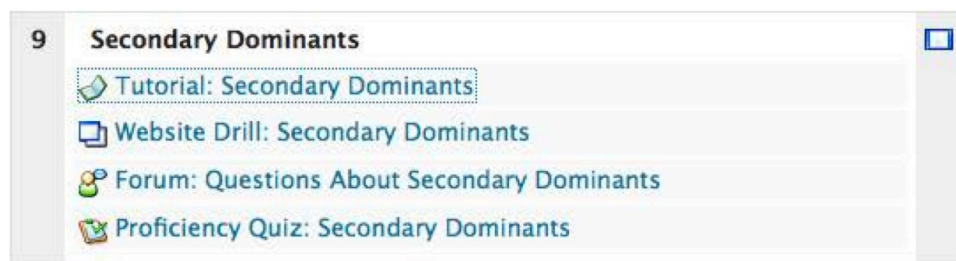 9 Secondary Dominants
Tutorial: Secondary Dominants
Website Drill: Secondary Dominants
Forum: Questions About Secondary Dominants
Proficiency Quiz: Secondary Dominants